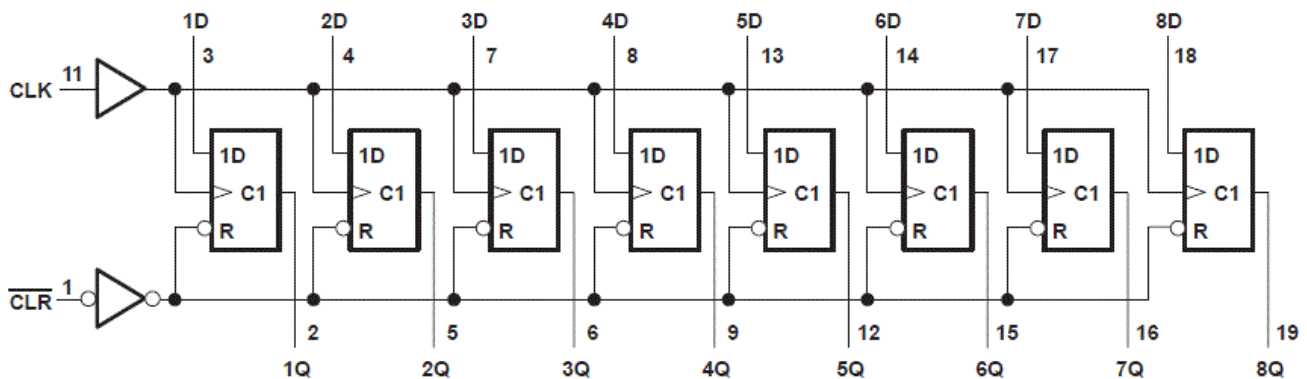 1D 2D 3D 4D 5D 6D 7D 8D
3 4 7 8 13 14 17 18
CLK 11
1D 1D 1D 1D 1D 1D 1D 1D
C1 C1 C1 C1 C1 C1 C1 C1
R R R R R R R R
CLR 1
2 5 6 9 12 15 16 19
1Q 2Q 3Q 4Q 5Q 6Q 7Q 8Q